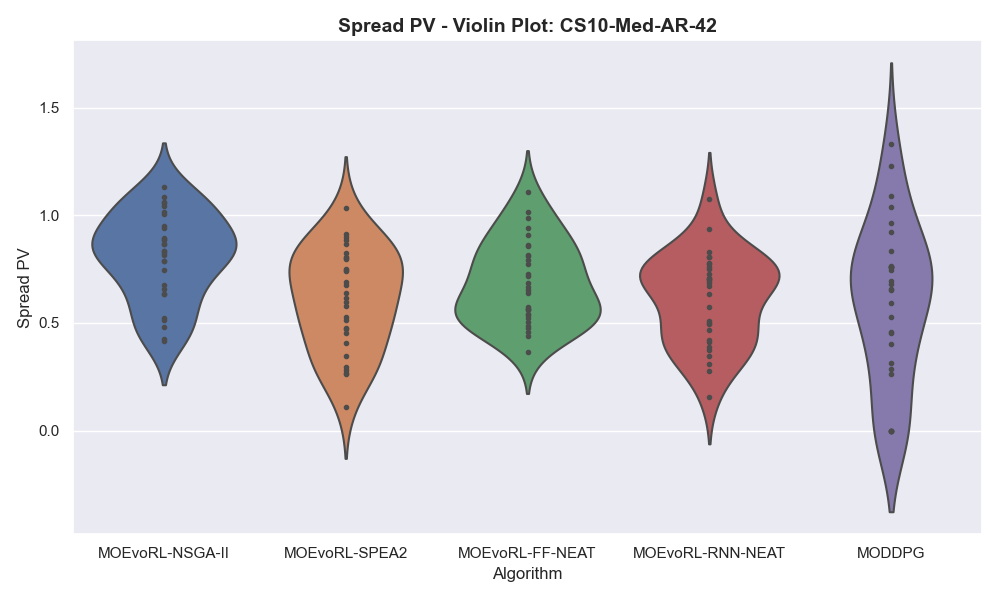 Spread PV - Violin Plot: CS10-Med-AR-42
Spread PV
1.5
1.0
0.5
0.0
MOEvoRL-NSGA-II MOEvoRL-SPEA2 MOEvoRL-FF-NEAT MOEvoRL-RNN-NEAT MODDPG
Algorithm